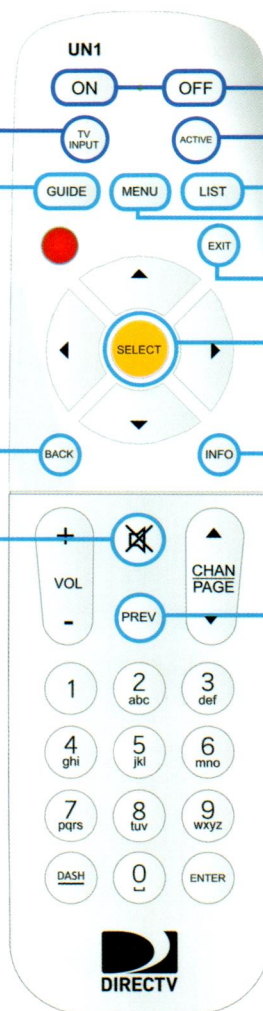 UN1
ON OFF
TV
INPUT
ACTIVE
GUIDE MENU LIST
EXIT
SELECT
BACK INFO
+
VOL
-
CHAN
PAGE
PREV
1 2 3
abc def
4 5 6
ghi jkl mno
7 8 9
pqrs tuv wxyz
DASH 0 ENTER
DIRECTV